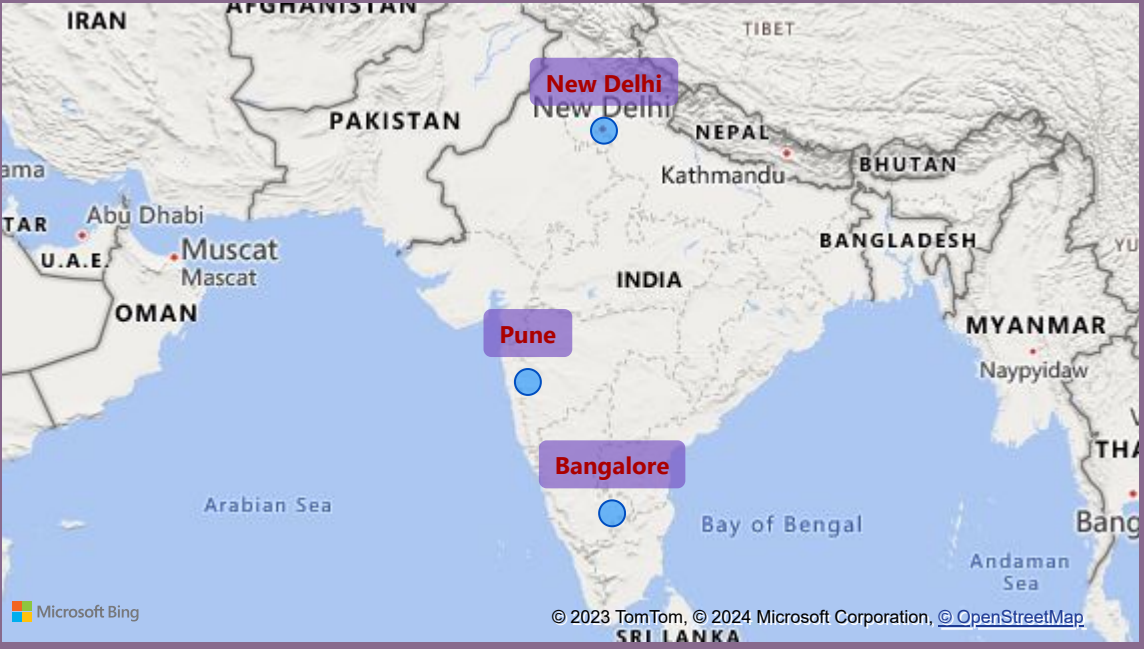 IRAN
AFGHANISTAN
TIBET
New Delhi
New Delhi
PAKISTAN
NEPAL
Kathmandu
BHUTAN
ama
Abu Dhabi
TAR
U.A.E.
Muscat
Mascat
OMAN
BANGLADESH
YU
INDIA
Pune
MYANMAR
Naypyidaw
THA
Bangalore
Arabian Sea
Bay of Bengal
Bang
Andaman
Sea
Microsoft Bing
© 2023 TomTom, © 2024 Microsoft Corporation, © OpenStreetMap
SRI LANKA